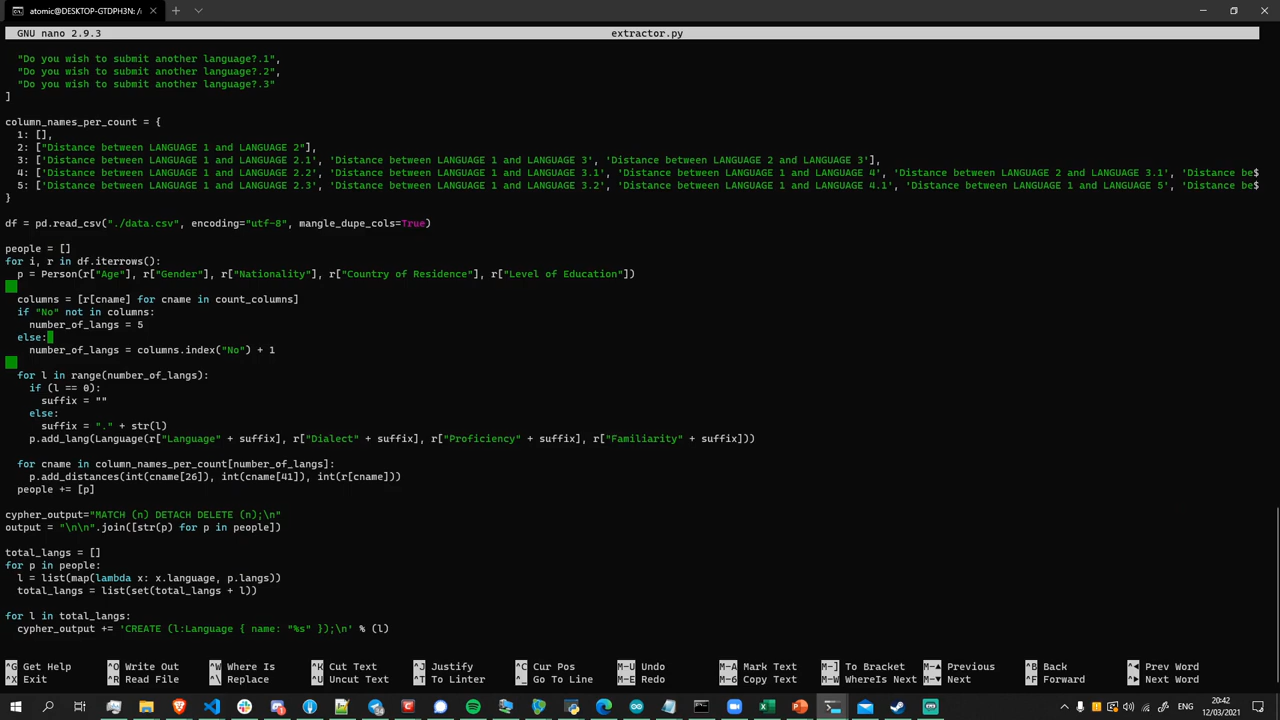 atomic@DESKTOP-GTDPH3N: /
GNU nano 2.9.3 extractor.py
"Do you wish to submit another language?.1",
"Do you wish to submit another language?.2",
"Do you wish to submit another language?.3"
]
column_names_per_count = {
1: [],
2: ["Distance between LANGUAGE 1 and LANGUAGE 2"],
3: ['Distance between LANGUAGE 1 and LANGUAGE 2.1', 'Distance between LANGUAGE 1 and LANGUAGE 3', 'Distance between LANGUAGE 2 and LANGUAGE 3'],
4: ['Distance between LANGUAGE 1 and LANGUAGE 2.2', 'Distance between LANGUAGE 1 and LANGUAGE 3.1', 'Distance between LANGUAGE 1 and LANGUAGE 4', 'Distance between LANGUAGE 2 and LANGUAGE 3.1', 'Distance be$
5: ['Distance between LANGUAGE 1 and LANGUAGE 2.3', 'Distance between LANGUAGE 1 and LANGUAGE 3.2', 'Distance between LANGUAGE 1 and LANGUAGE 4.1', 'Distance between LANGUAGE 1 and LANGUAGE 5', 'Distance be$
}
df = pd.read_csv("./data.csv", encoding="utf-8", mangle_dupe_cols=True)
people = []
for i, r in df.iterrows():
p = Person(r["Age"], r["Gender"], r["Nationality"], r["Country of Residence"], r["Level of Education"])
columns = [r[cname] for cname in count_columns]
if "No" not in columns:
number_of_langs = 5
else:
number_of_langs = columns.index("No") + 1
for l in range(number_of_langs):
if (l == 0):
suffix = ""
else:
suffix = "." + str(l)
p.add_lang(Language(r["Language" + suffix], r["Dialect" + suffix], r["Proficiency" + suffix], r["Familiarity" + suffix]))
for cname in column_names_per_count[number_of_langs]:
p.add_distances(int(cname[26]), int(cname[41]), int(r[cname]))
people += [p]
cypher_output="MATCH (n) DETACH DELETE (n);\n"
output = "\n\n".join([str(p) for p in people])
total_langs = []
for p in people:
l = list(map(lambda x: x.language, p.langs))
total_langs = list(set(total_langs + l))
for l in total_langs:
cypher_output += 'CREATE (l:Language { name: "%s" });\n' % (l)
^G Get Help ^O Write Out ^W Where Is ^K Cut Text ^J Justify ^C Cur Pos M-U Undo M-A Mark Text M-] To Bracket M-▲ Previous ^B Back ^◀ Prev Word
^X Exit ^R Read File ^\ Replace ^U Uncut Text ^T To Linter ^_ Go To Line M-E Redo M-6 Copy Text M-W WhereIs Next M-▼ Next ^F Forward ^▶ Next Word
ENG
20:42
12/03/2021